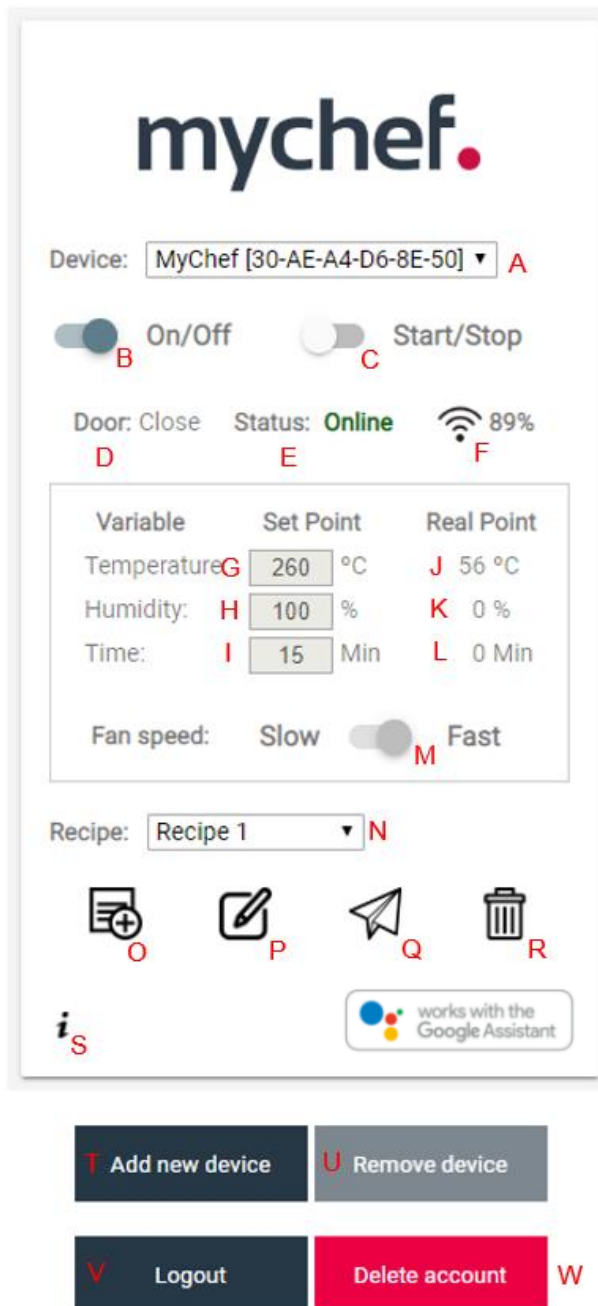 mychef.
Device: MyChef [30-AE-A4-D6-8E-50] A
B On/Off C Start/Stop
Door: Close Status: Online 89%
D E F
Variable Set Point Real Point
Temperature G 260 ºC J 56 ºC
Humidity: H 100 % K 0 %
Time: I 15 Min L 0 Min
Fan speed: Slow M Fast
Recipe: Recipe 1 N
O P Q R
i S works with the
Google Assistant
T Add new device U Remove device
V Logout Delete account W